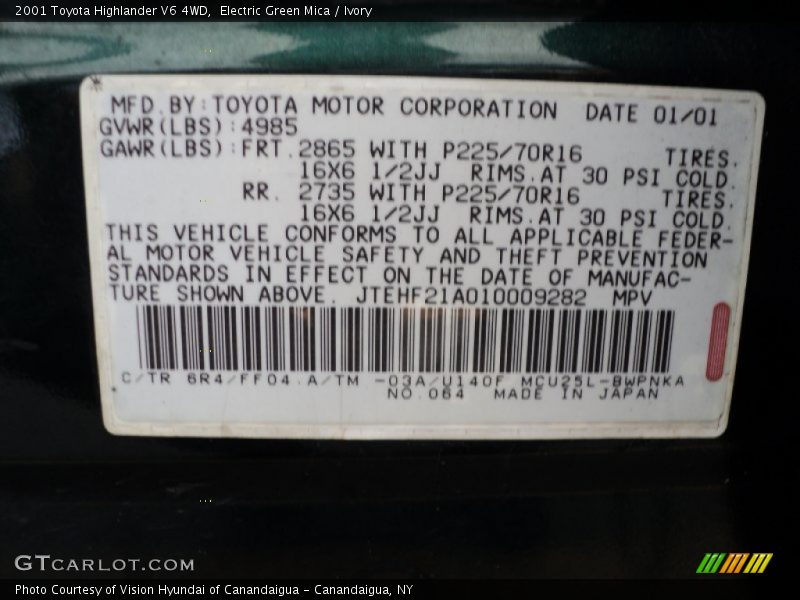 2001 Toyota Highlander V6 4WD,  Electric Green Mica / Ivory
MFD. BY: TOYOTA MOTOR CORPORATION DATE 01/01
GVWR(LBS): 4985
GAWR(LBS): FRT. 2865 WITH P225/70R16 TIRES.
16X6 1/2JJ RIMS. AT 30 PSI COLD.
RR. 2735 WITH P225/70R16 TIRES.
16X6 1/2JJ RIMS. AT 30 PSI COLD.
THIS VEHICLE CONFORMS TO ALL APPLICABLE FEDER-
AL MOTOR VEHICLE SAFETY AND THEFT PREVENTION
STANDARDS IN EFFECT ON THE DATE OF MANUFAC-
TURE SHOWN ABOVE. JTEHF21A010009282 MPV
C/TR 6R4/FF04. A/TM -03A/U140F MCU25L-BWPNKA
NO. 064 MADE IN JAPAN
GTCARLOT.COM
Photo Courtesy of Vision Hyundai of Canandaigua - Canandaigua, NY